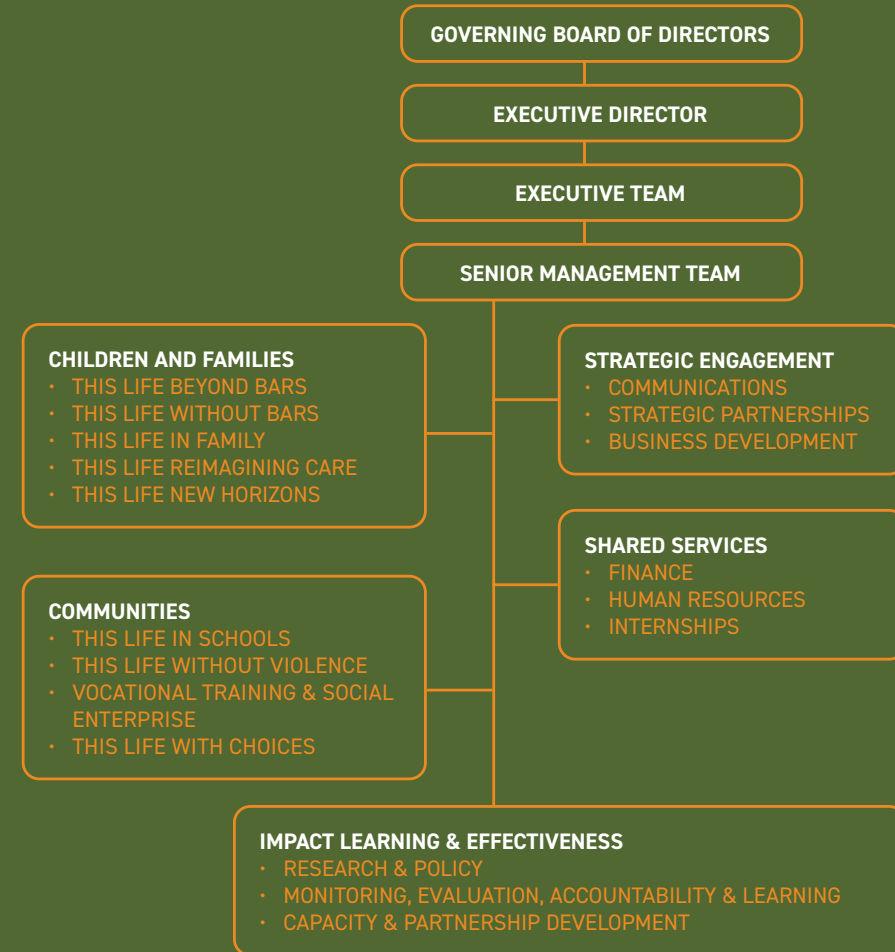 GOVERNING BOARD OF DIRECTORS
EXECUTIVE DIRECTOR
EXECUTIVE TEAM
SENIOR MANAGEMENT TEAM
CHILDREN AND FAMILIES
· THIS LIFE BEYOND BARS
· THIS LIFE WITHOUT BARS
· THIS LIFE IN FAMILY
· THIS LIFE REIMAGINING CARE
· THIS LIFE NEW HORIZONS
STRATEGIC ENGAGEMENT
· COMMUNICATIONS
· STRATEGIC PARTNERSHIPS
· BUSINESS DEVELOPMENT
SHARED SERVICES
· FINANCE
· HUMAN RESOURCES
· INTERNSHIPS
COMMUNITIES
· THIS LIFE IN SCHOOLS
· THIS LIFE WITHOUT VIOLENCE
· VOCATIONAL TRAINING & SOCIAL
ENTERPRISE
· THIS LIFE WITH CHOICES
IMPACT LEARNING & EFFECTIVENESS
· RESEARCH & POLICY
· MONITORING, EVALUATION, ACCOUNTABILITY & LEARNING
· CAPACITY & PARTNERSHIP DEVELOPMENT